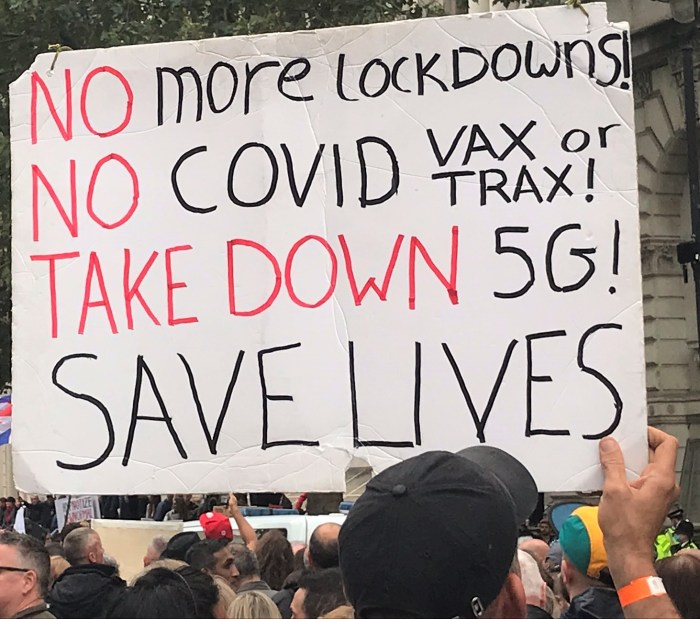 NO more LOCKDOWNS!
NO COVID VAX or
TRAX!
TAKE DOWN 5G!
SAVE LIVES